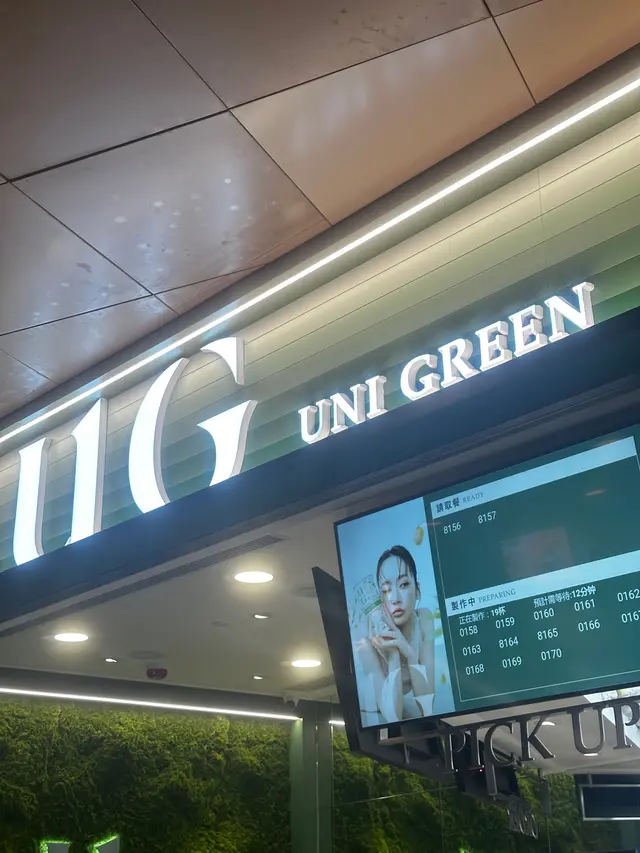 UG
UNI GREEN
請取餐 READY
8156 8157
製作中 PREPARING
正在製作：19杯 預計需等待:12分钟
0158 0159 0160 0161 0162
0163 8164 8165 0166
0168 0169 0170
PICK UP